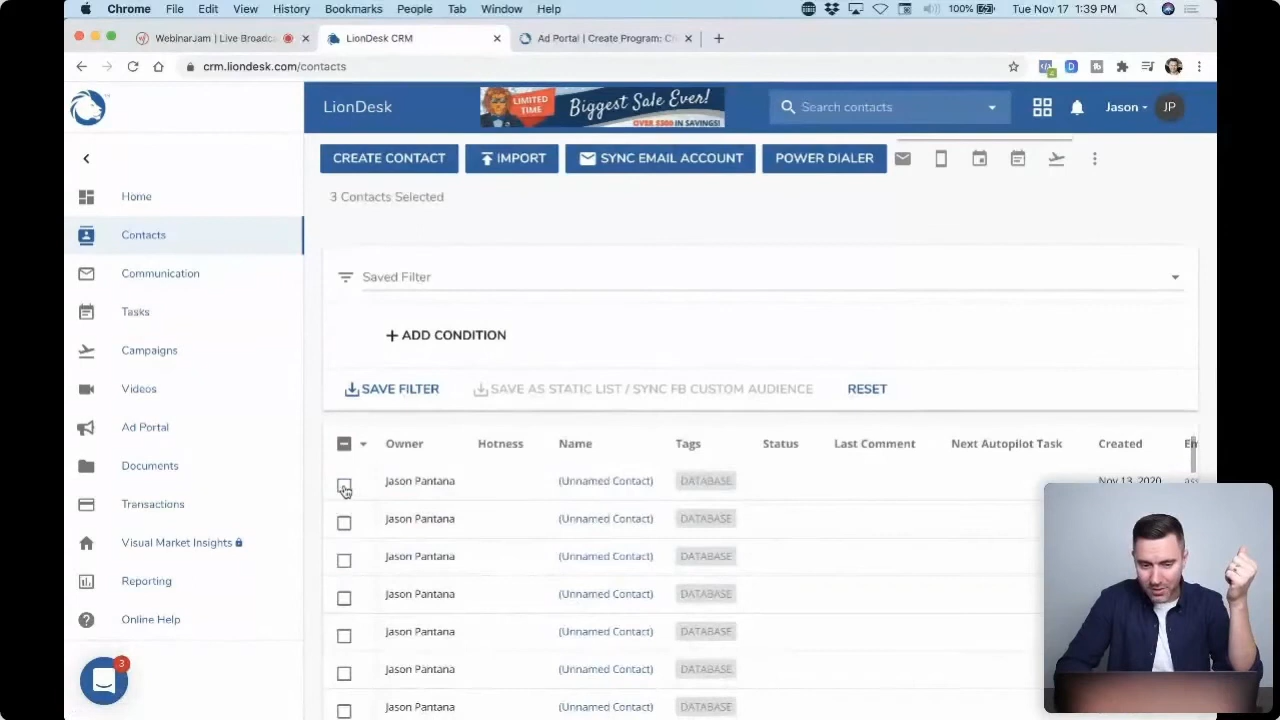 Chrome File Edit View History Bookmarks People Tab Window Help 100% Tue Nov 17 1:39 PM
WebinarJam | Live Broadc LionDesk CRM Ad Portal | Create Program:
crm.liondesk.com/contacts
LionDesk
LIMITED TIME
Biggest Sale Ever!
OVER $500 IN SAVINGS!
Search contacts
Jason
JP
CREATE CONTACT IMPORT SYNC EMAIL ACCOUNT POWER DIALER
3 Contacts Selected
Home
Contacts
Communication
Tasks
Campaigns
Videos
Ad Portal
Documents
Transactions
Visual Market Insights
Reporting
Online Help
3
Saved Filter
ADD CONDITION
SAVE FILTER SAVE AS STATIC LIST / SYNC FB CUSTOM AUDIENCE RESET
Owner Hotness Name Tags Status Last Comment Next Autopilot Task Created
Jason Pantana (Unnamed Contact) DATABASE Nov 13, 2020
Jason Pantana (Unnamed Contact) DATABASE
Jason Pantana (Unnamed Contact) DATABASE
Jason Pantana (Unnamed Contact) DATABASE
Jason Pantana (Unnamed Contact) DATABASE
Jason Pantana (Unnamed Contact) DATABASE
Jason Pantana (Unnamed Contact) DATABASE